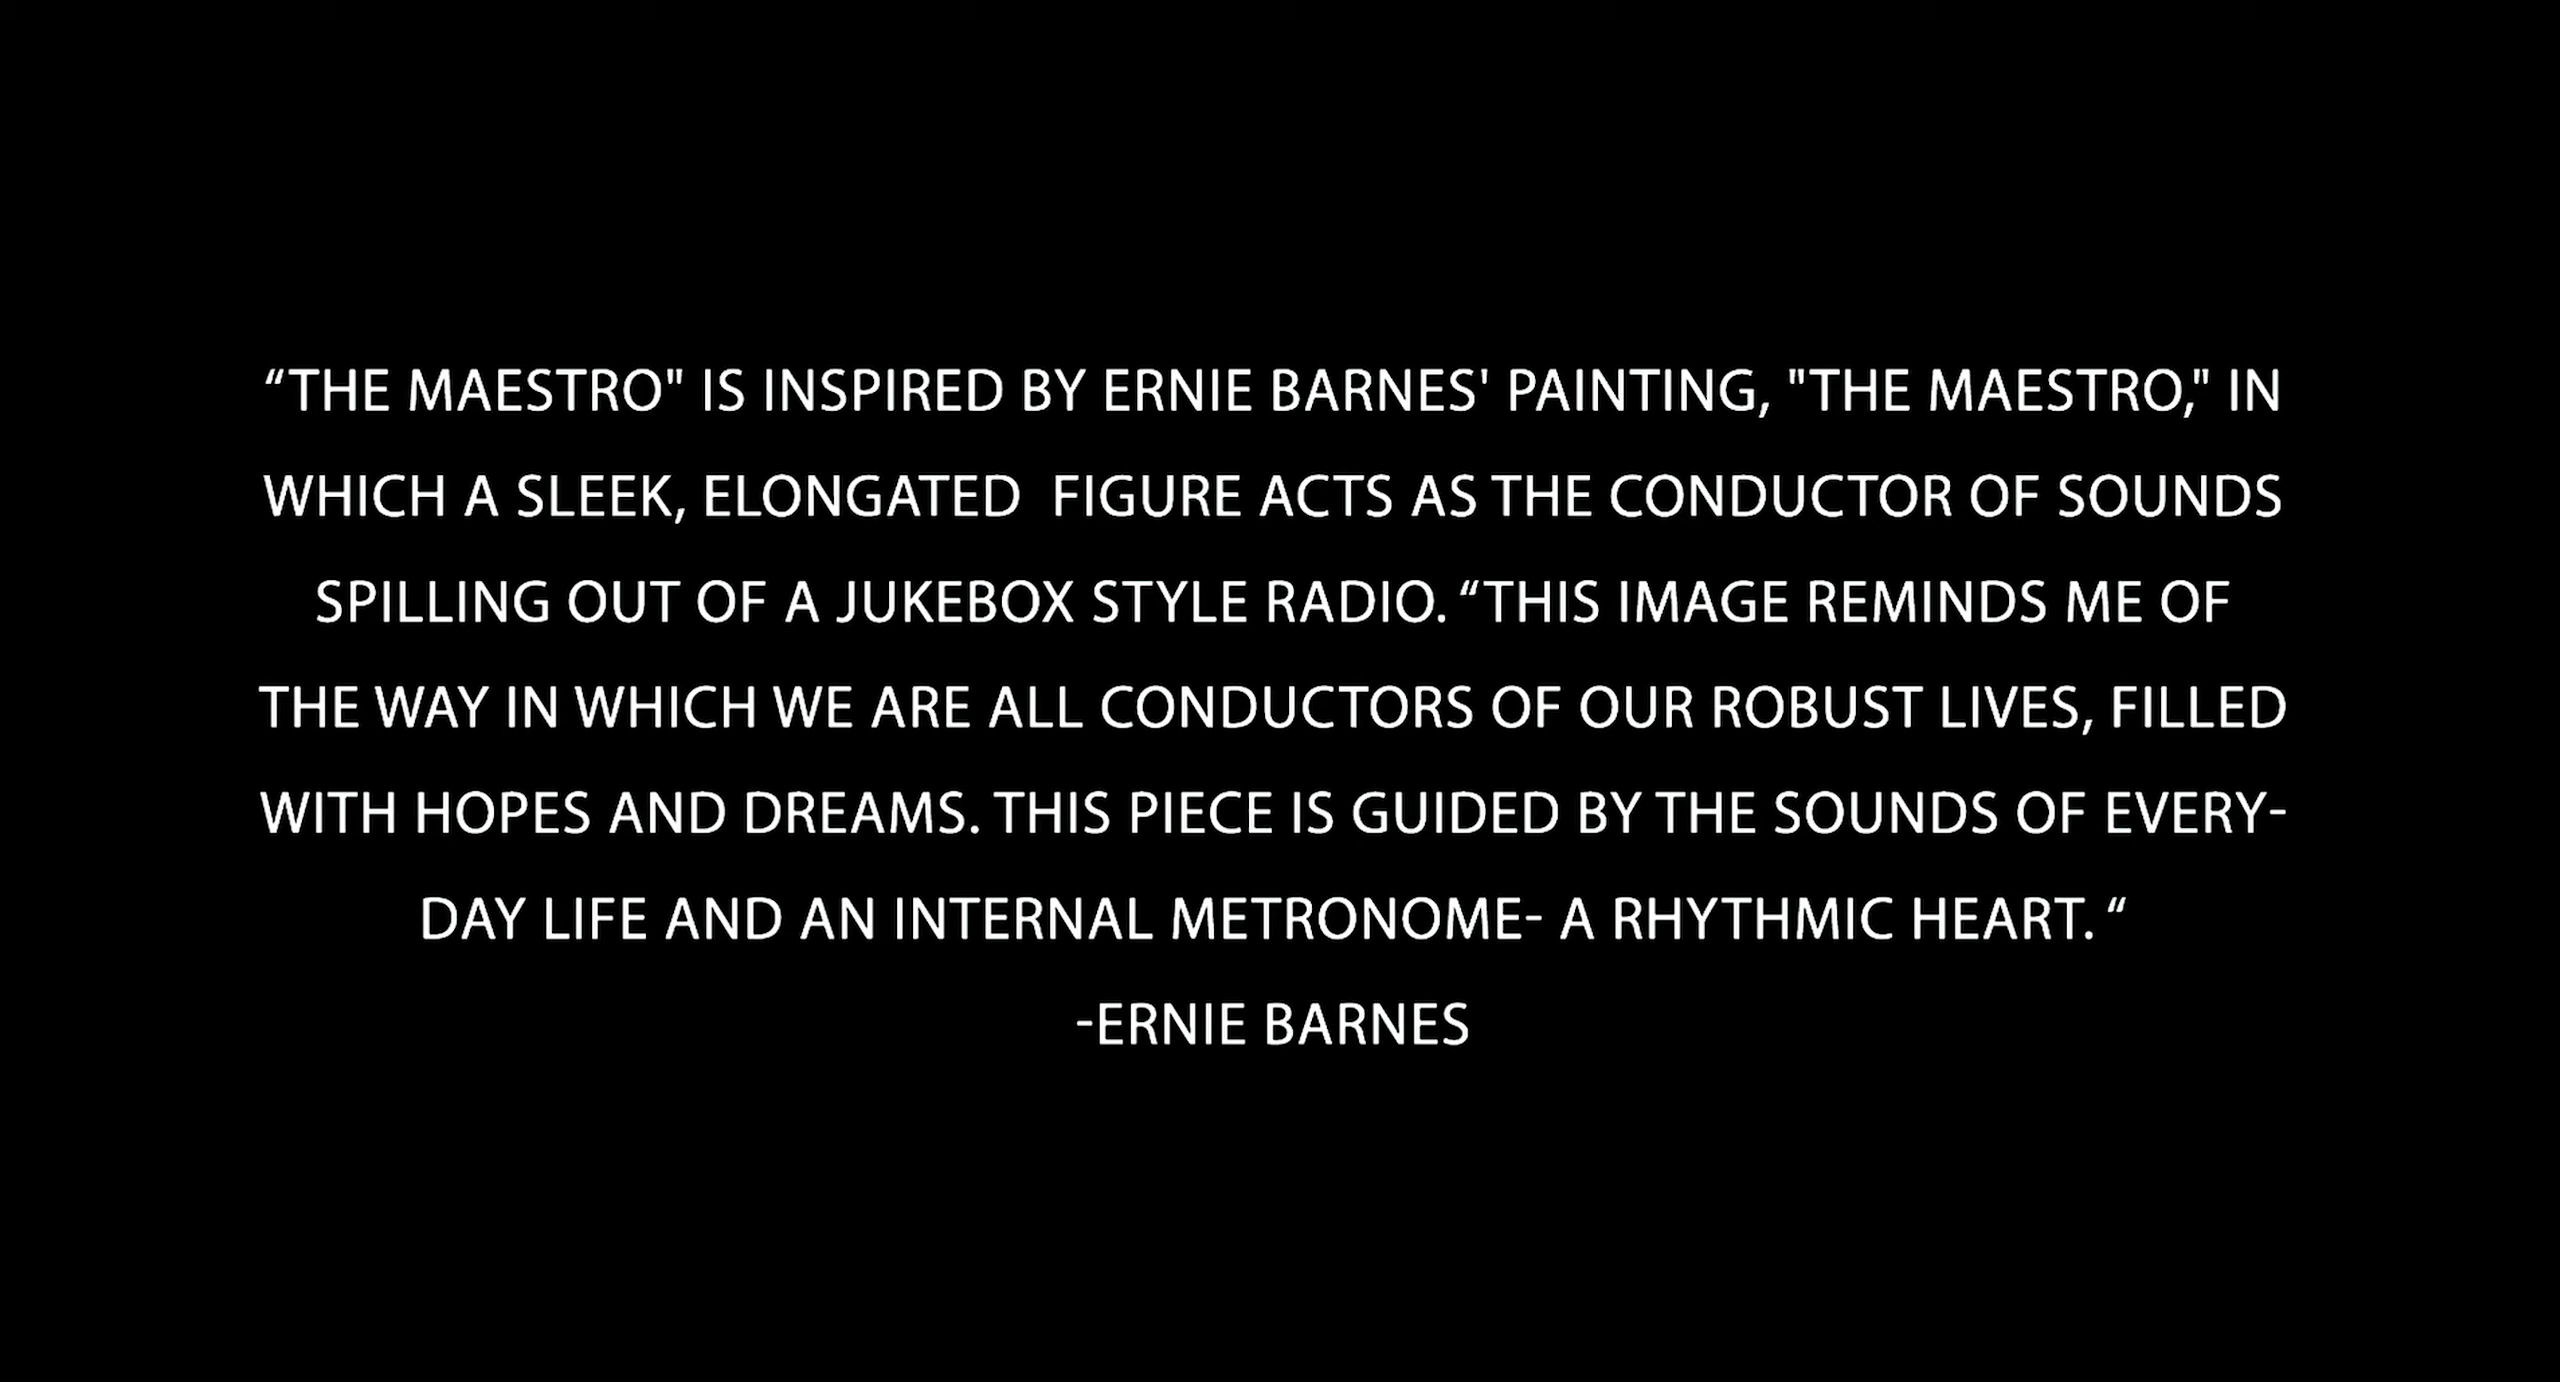 “THE MAESTRO" IS INSPIRED BY ERNIE BARNES' PAINTING, "THE MAESTRO," IN
WHICH A SLEEK, ELONGATED  FIGURE ACTS AS THE CONDUCTOR OF SOUNDS
SPILLING OUT OF A JUKEBOX STYLE RADIO. “THIS IMAGE REMINDS ME OF
THE WAY IN WHICH WE ARE ALL CONDUCTORS OF OUR ROBUST LIVES, FILLED
WITH HOPES AND DREAMS. THIS PIECE IS GUIDED BY THE SOUNDS OF EVERY-
DAY LIFE AND AN INTERNAL METRONOME- A RHYTHMIC HEART. “
-ERNIE BARNES